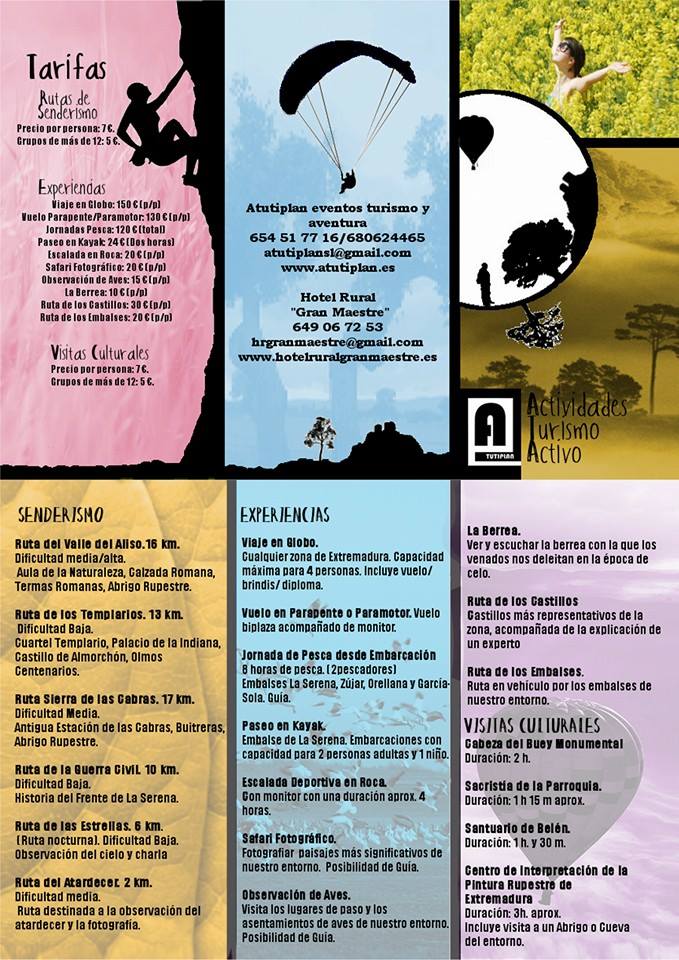 Tarifas
Rutas de
Senderismo
Precio por persona: 7 €.
Grupos de más de 12: 5 €.
Experiencias
Viaje en Globo: 150 € (p/p)
Vuelo Parapente/Paramotor: 130 € (p/p)
Jornadas Pesca: 120 € (total)
Paseo en Kayak: 24 € (Dos horas)
Escalada en Roca: 20 € (p/p)
Safari Fotográfico: 20 € (p/p)
Observación de Aves: 15 € (p/p)
La Berrea: 10 € (p/p)
Ruta de los Castillos: 30 € (p/p)
Ruta de los Embalses: 20 € (p/p)
Visitas Culturales
Precio por persona: 7 €.
Grupos de más de 12: 5 €.
Atutiplan eventos turismo y
aventura
654 51 77 16/680624465
atutiplansl@gmail.com
www.atutiplan.es
Hotel Rural
"Gran Maestre"
649 06 72 53
hrgranmaestre@gmail.com
www.hotelruralgranmaestre.es
A
TUTIPLAN
Actividades
Turismo
Activo
SENDERISMO
Ruta del Valle del Aliso.16 km.
Dificultad media/alta.
Aula de la Naturaleza, Calzada Romana,
Termas Romanas, Abrigo Rupestre.
Ruta de los Templarios. 13 km.
Dificultad Baja.
Cuartel Templario, Palacio de la Indiana,
Castillo de Almorchón, Olmos
Centenarios.
Ruta Sierra de las Cabras. 17 km.
Dificultad Media.
Antigua Estación de las Cabras, Buitreras,
Abrigo Rupestre.
Ruta de la Guerra Civil. 10 km.
Dificultad Baja.
Historia del Frente de La Serena.
Ruta de las Estrellas. 6 km.
(Ruta nocturna). Dificultad Baja.
Observación del cielo y charla
Ruta del Atardecer. 2 km.
Dificultad media.
Ruta destinada a la observación del
atardecer y la fotografía.
EXPERIENCIAS
Viaje en Globo.
Cualquier zona de Extremadura. Capacidad
máxima para 4 personas. Incluye vuelo/
brindis/ diploma.
Vuelo en Parapente o Paramotor. Vuelo
biplaza acompañado de monitor.
Jornada de Pesca desde Embarcación
8 horas de pesca. (2pescadores)
Embalses La Serena, Zújar, Orellana y García-
Sola. Guía.
Paseo en Kayak.
Embalse de La Serena. Embarcaciones con
capacidad para 2 personas adultas y 1 niño.
Escalada Deportiva en Roca.
Con monitor con una duración aprox. 4
horas.
Safari Fotográfico.
Fotografiar paisajes más significativos de
nuestro entorno. Posibilidad de Guía.
Observación de Aves.
Visita los lugares de paso y los
asentamientos de aves de nuestro entorno.
Posibilidad de Guía.
La Berrea.
Ver y escuchar la berrea con la que los
venados nos deleitan en la época de
celo.
Ruta de los Castillos
Castillos más representativos de la
zona, acompañada de la explicación de
un experto
Ruta de los Embalses.
Ruta en vehículo por los embalses de
nuestro entorno.
VISITAS CULTURALES
Cabeza del Buey Monumental
Duración: 2 h.
Sacristía de la Parroquia.
Duración: 1 h 15 m aprox.
Santuario de Belén.
Duración: 1 h. y 30 m.
Centro de Interpretación de la
Pintura Rupestre de
Extremadura
Duración: 3h. aprox.
Incluye visita a un Abrigo o Cueva
del entorno.